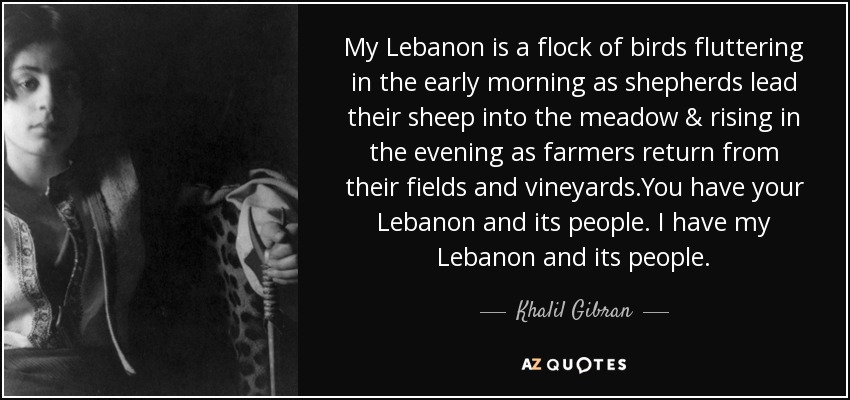 My Lebanon is a flock of birds fluttering
in the early morning as shepherds lead
their sheep into the meadow & rising in
the evening as farmers return from
their fields and vineyards.You have your
Lebanon and its people. I have my
Lebanon and its people.
Khalil Gibran
AZ QUOTES